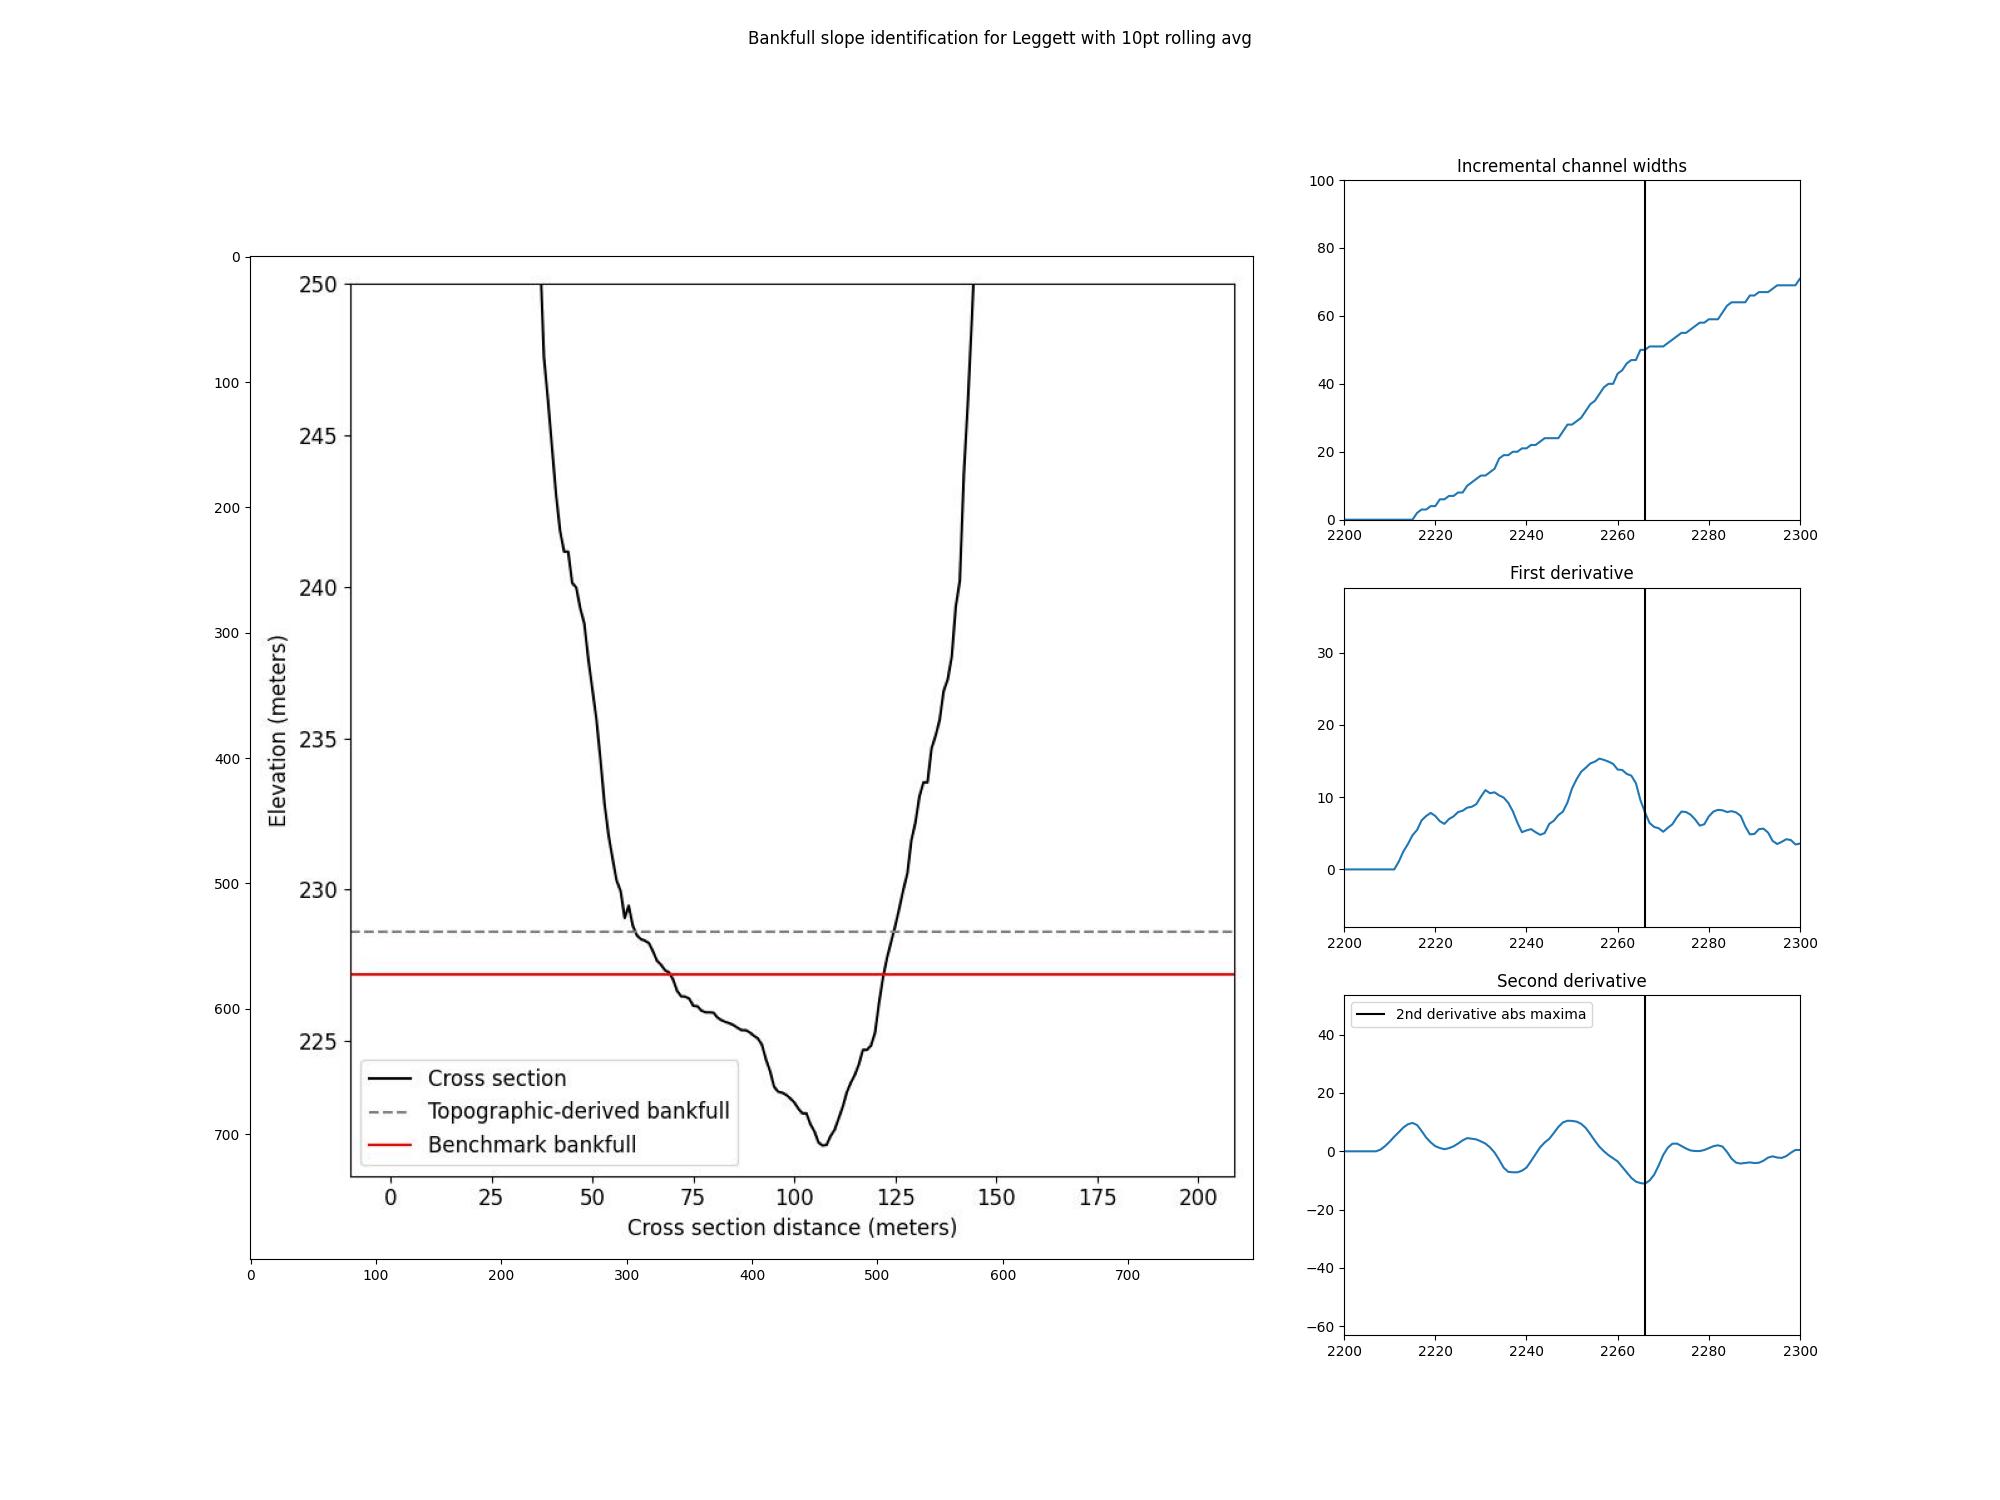 Bankfull slope identification for Leggett with 10pt rolling avg
0
100
200
300
400
500
600
700
250
245
240
235
230
225
Elevation (meters)
Cross section
Topographic-derived bankfull
Benchmark bankfull
0 25 50 75 100 125 150 175 200
Cross section distance (meters)
0 100 200 300 400 500 600 700
Incremental channel widths
100
80
60
40
20
0
2200 2220 2240 2260 2280 2300
First derivative
30
20
10
0
2200 2220 2240 2260 2280 2300
Second derivative
2nd derivative abs maxima
40
20
0
−20
−40
−60
2200 2220 2240 2260 2280 2300